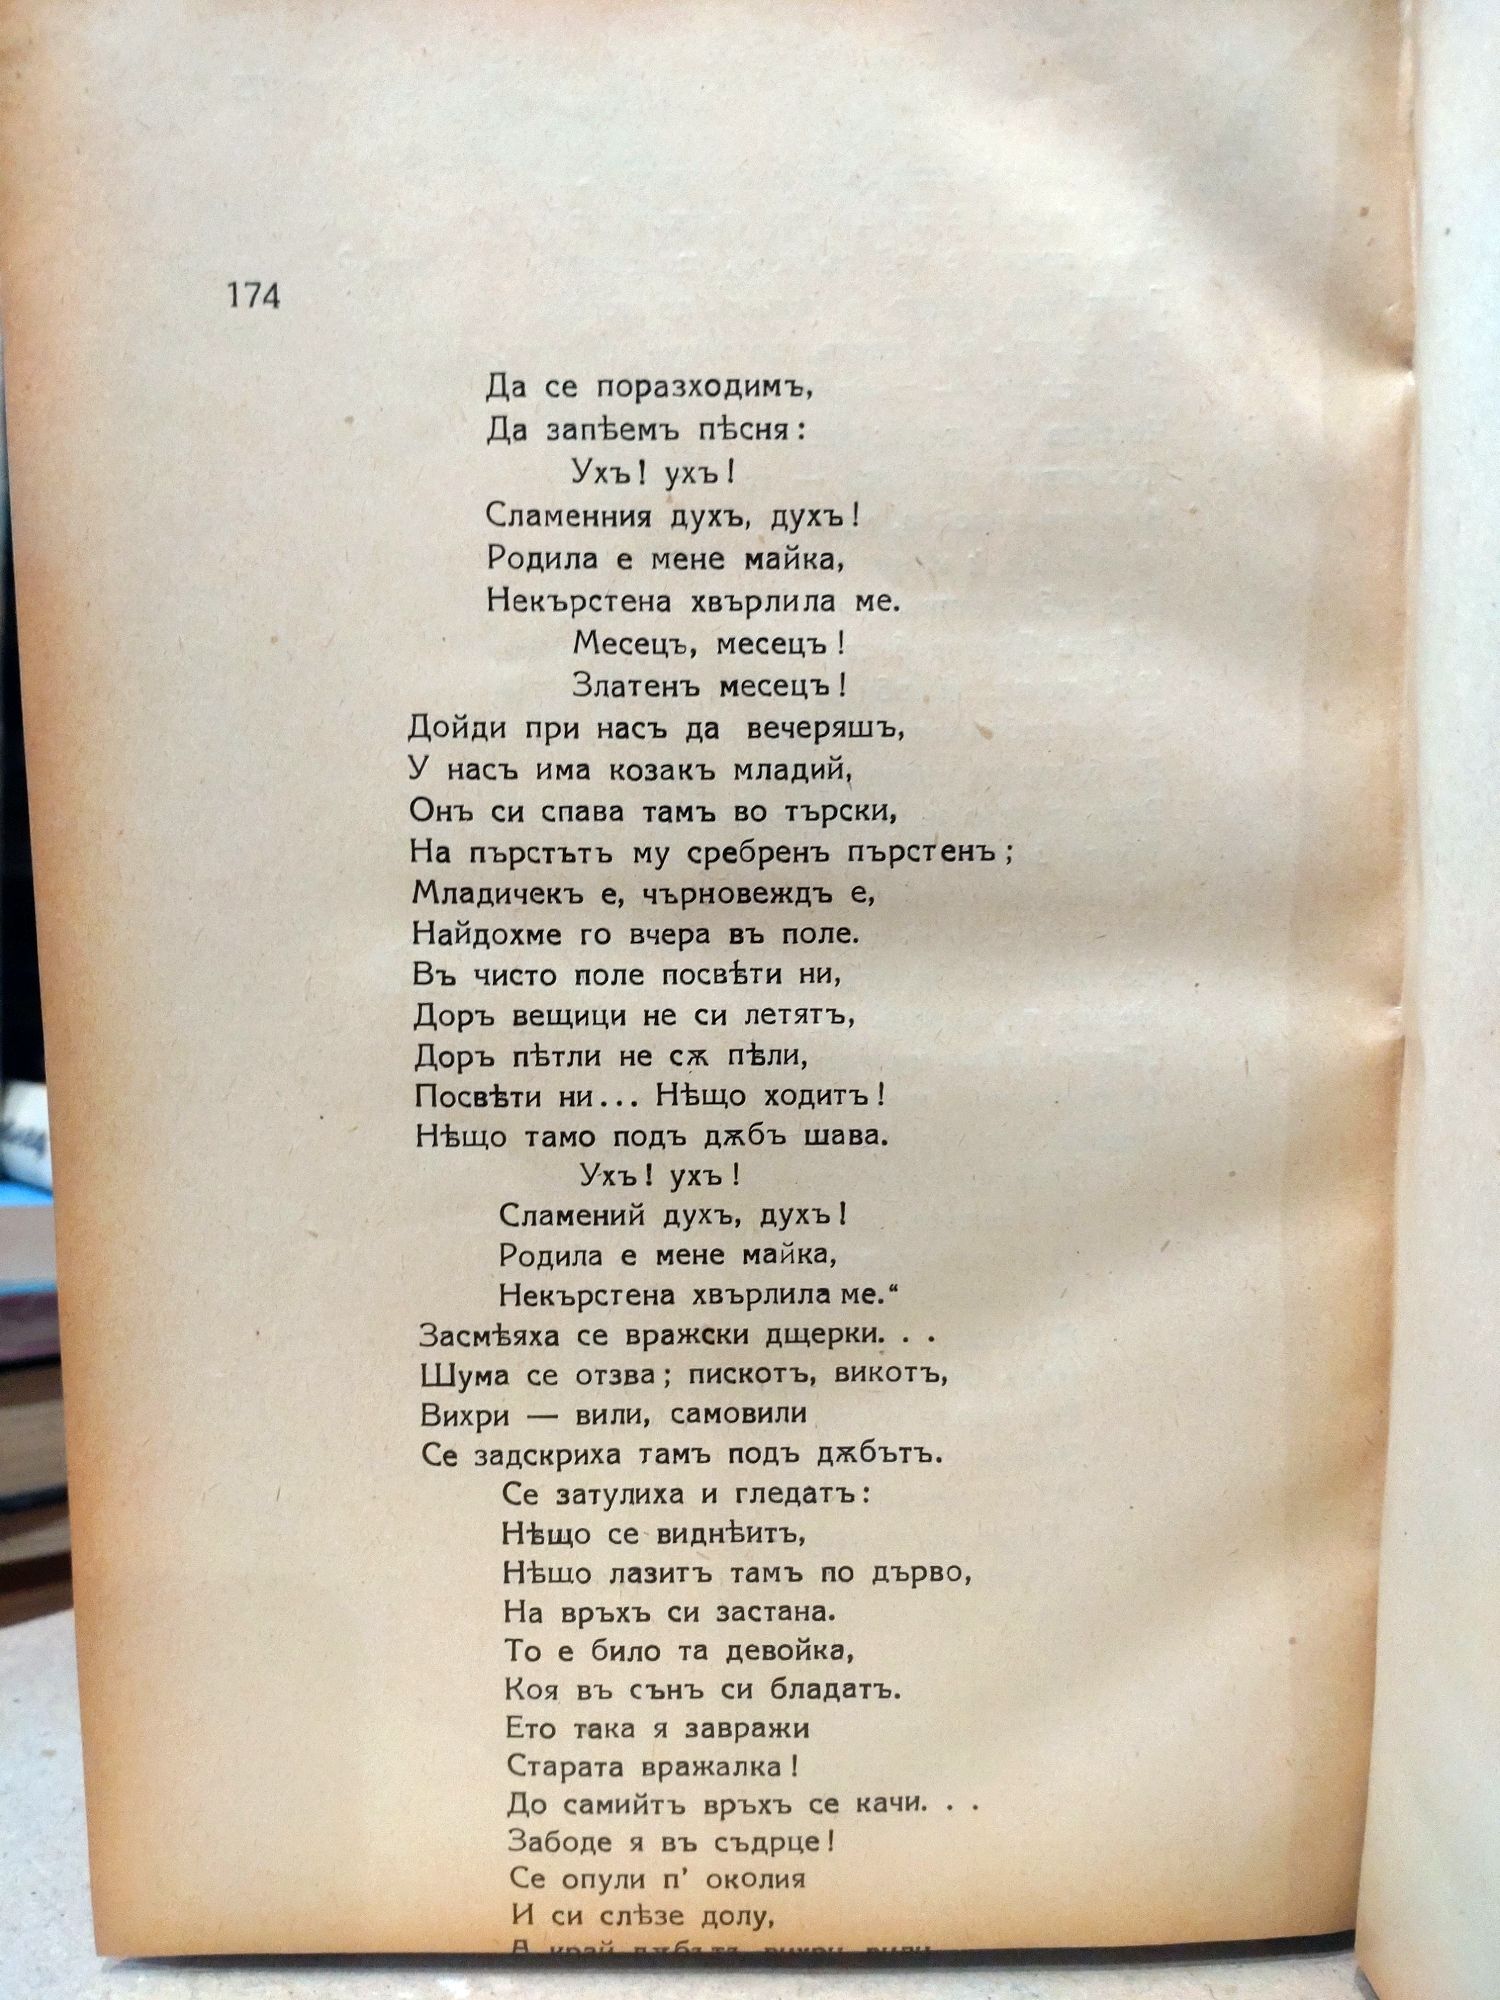 174
Да се поразходимъ,
Да запѣемъ пѣсня:
Ухъ! ухъ!
Сламенния духъ, духъ!
Родила е мене майка,
Некърстена хвърлила ме.
Месецъ, месецъ!
Златенъ месецъ!
Дойди при насъ да вечеряшъ,
У насъ има козакъ младий,
Онъ си спава тамъ во търски,
На пърстътъ му сребренъ пърстенъ;
Младичекъ е, чърновеждъ е,
Найдохме го вчера въ поле.
Въ чисто поле посвѣти ни,
Доръ вещици не си летятъ,
Доръ пѣтли не сѫ пѣли,
Посвѣти ни... Нѣщо ходитъ!
Нѣщо тамо подъ дѫбъ шава.
Ухъ! ухъ!
Сламений духъ, духъ!
Родила е мене майка,
Некърстена хвърлила ме.“
Засмѣяха се вражски дщерки. . .
Шума се отзва; пискотъ, викотъ,
Вихри — вили, самовили
Се задскриха тамъ подъ дѫбътъ.
Се затулиха и гледатъ:
Нѣщо се виднѣитъ,
Нѣшо лазитъ тамъ по дърво,
На връхъ си застана.
То е било та девойка,
Коя въ сънъ си бладатъ.
Ето така я завражи
Старата вражалка!
До самийтъ връхъ се качи. . .
Забоде я въ съдрце!
Се опули п’ околия
И си слѣзе долу,
А край дѫбътъ вихри вили